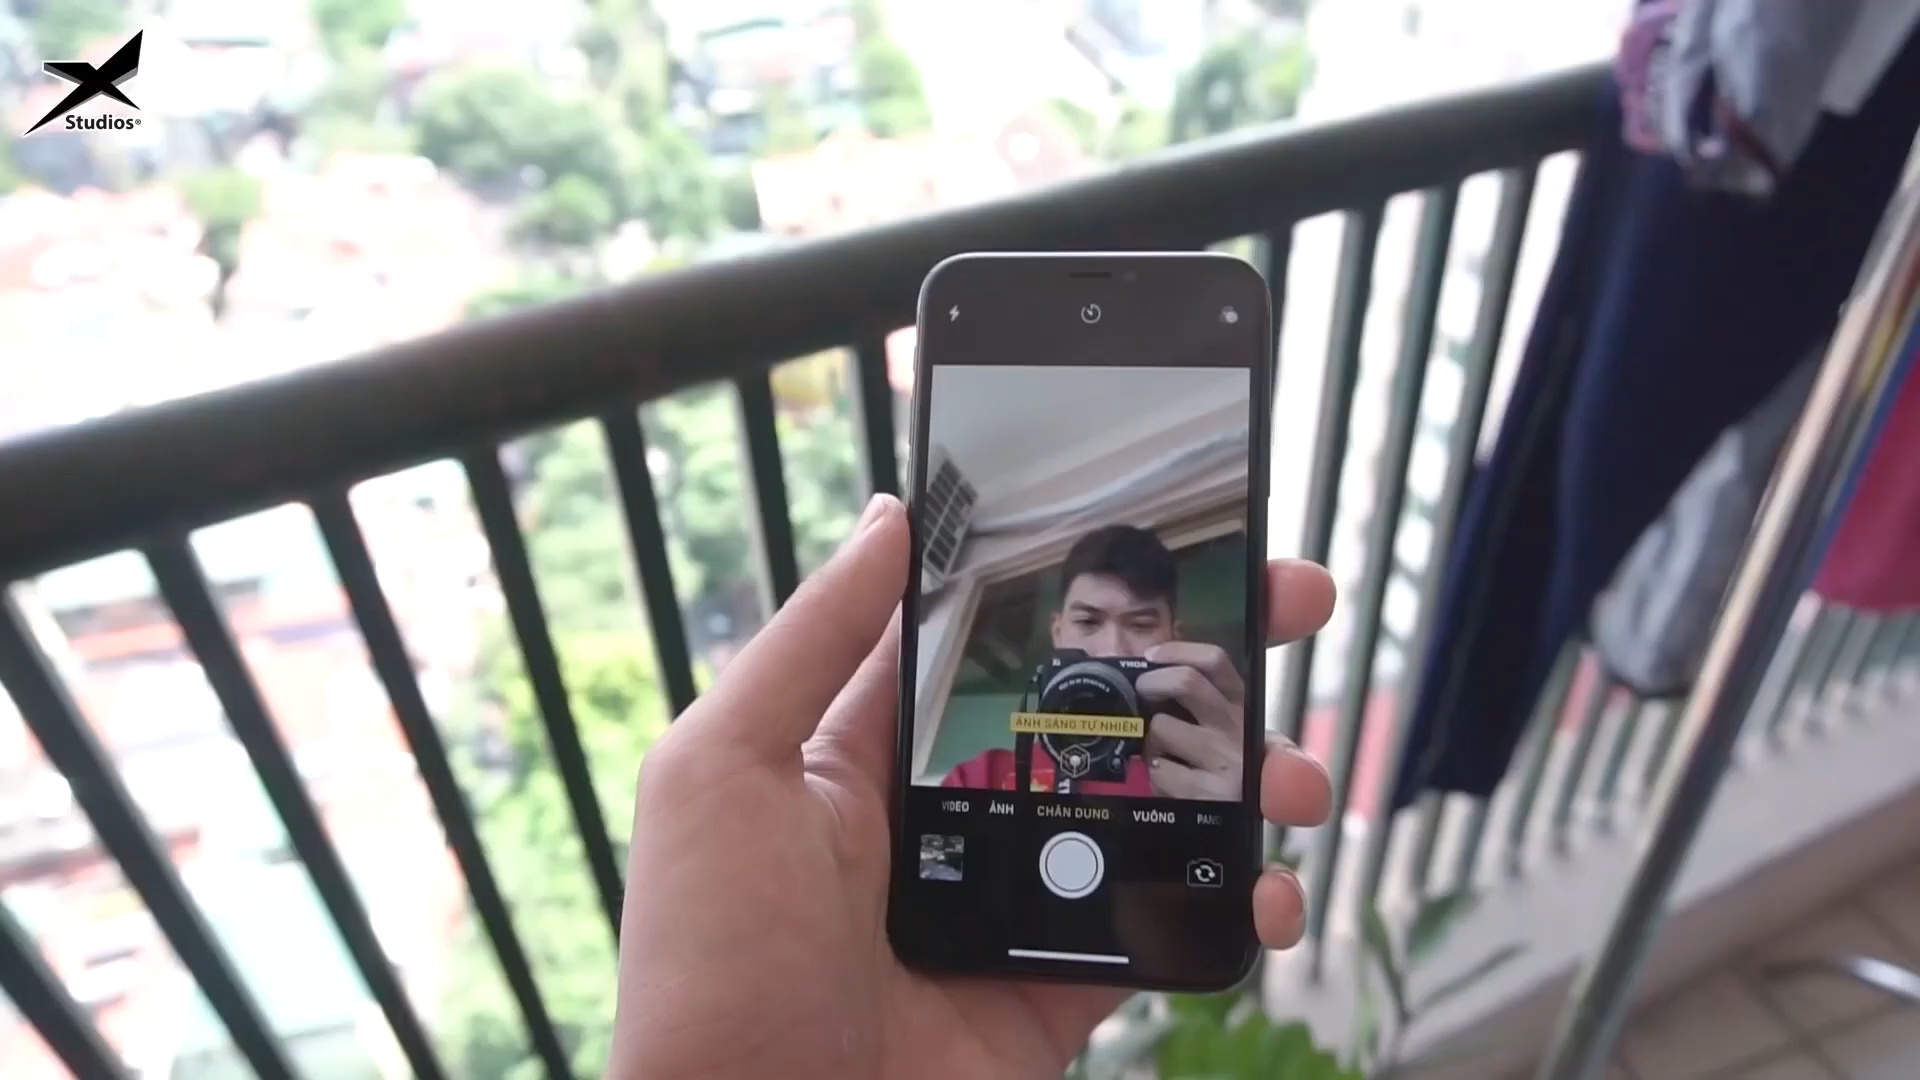 Studios®
SONY
ÁNH SÁNG TỰ NHIÊN
VIDEO ẢNH CHÂN DUNG VUÔNG PANO